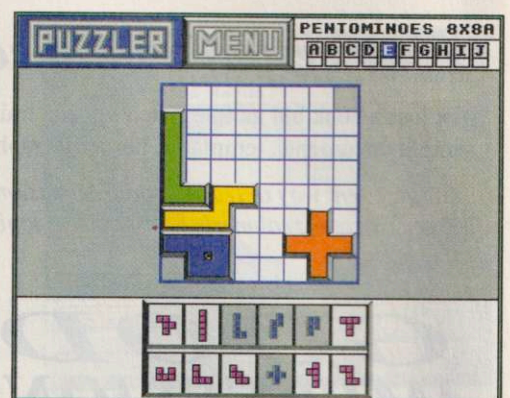 PUZZLER
MENU
PENTOMINOES 8X8A
A B C D E F G H I J